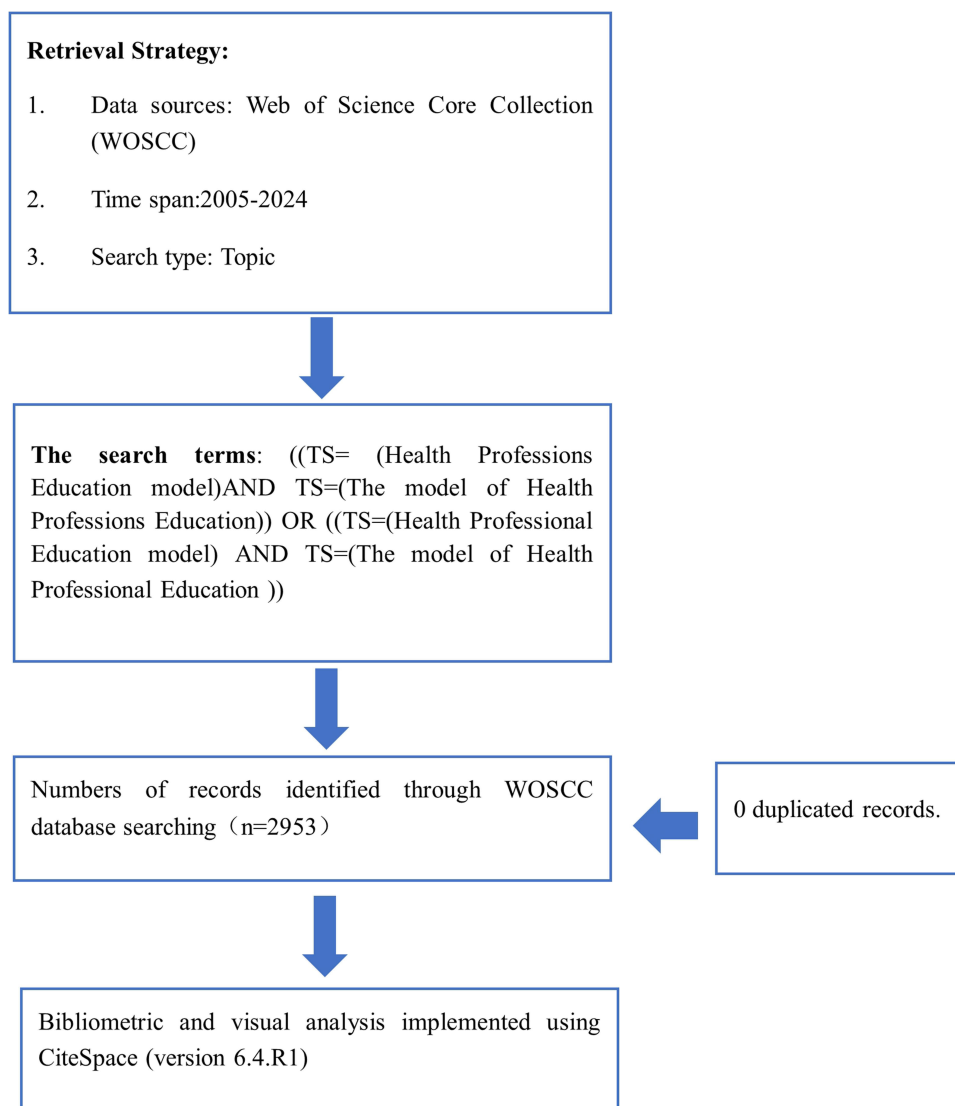 Retrieval Strategy:
1. Data sources: Web of Science Core Collection
(WOSCC)
2. Time span:2005-2024
3. Search type: Topic
The search terms: ((TS= (Health Professions
Education model)AND TS=(The model of Health
Professions Education)) OR ((TS=(Health Professional
Education model) AND TS=(The model of Health
Professional Education ))
Numbers of records identified through WOSCC
database searching（n=2953）
0 duplicated records.
Bibliometric and visual analysis implemented using
CiteSpace (version 6.4.R1)